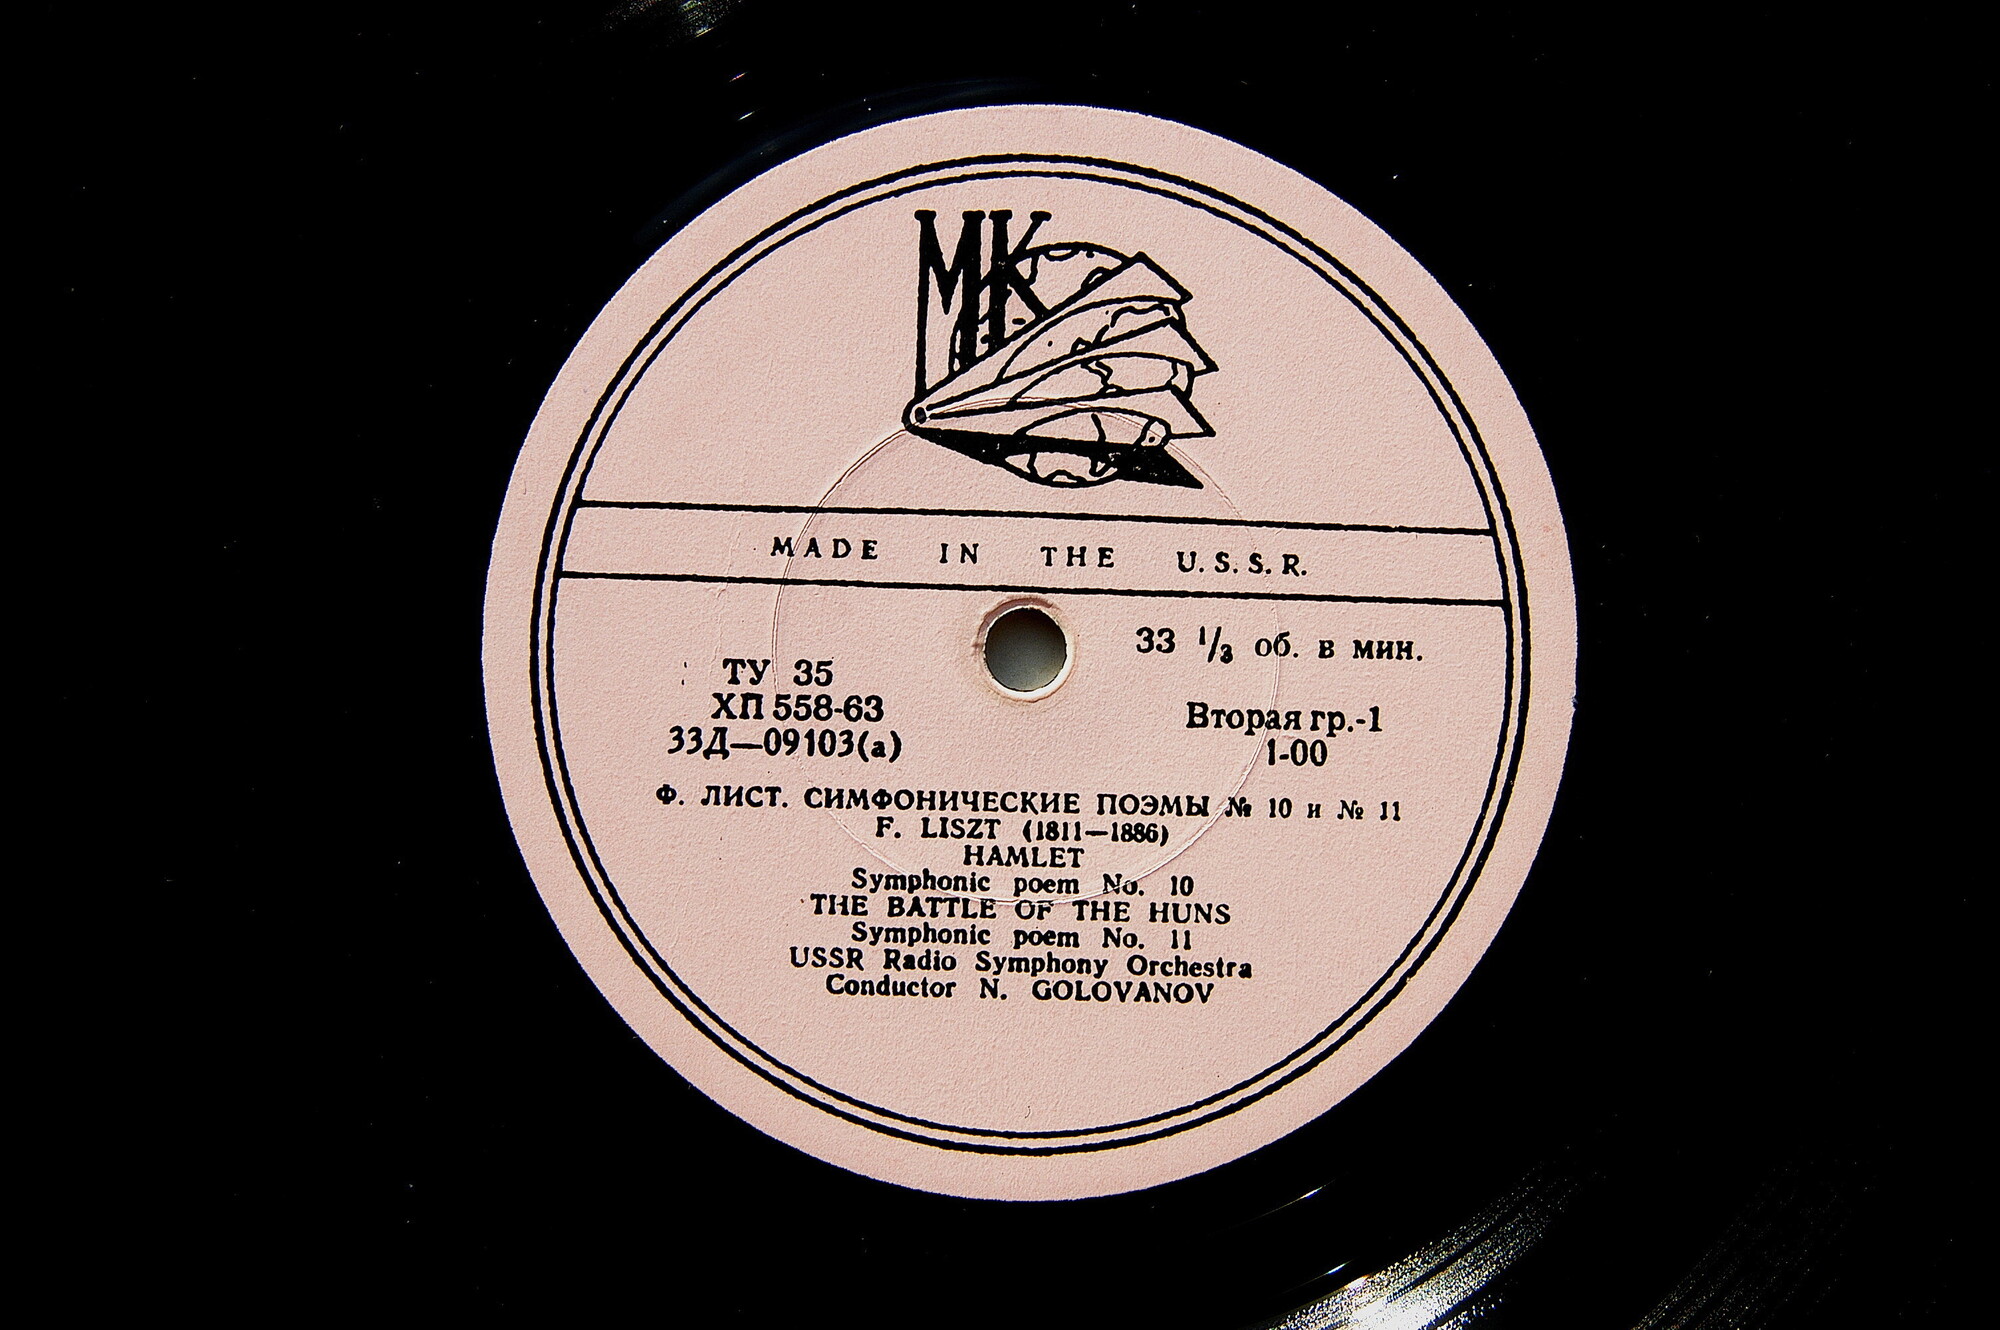 МК
MADE IN THE U.S.S.R.
33 1/3 об. в мин.
ТУ 35
ХП 558-63
33Д—09103(а)
Вторая гр.-1
1-00
Ф. ЛИСТ. СИМФОНИЧЕСКИЕ ПОЭМЫ № 10 и № 11
F. LISZT (1811—1886)
HAMLET
Symphonic poem No. 10
THE BATTLE OF THE HUNS
Symphonic poem No. 11
USSR Radio Symphony Orchestra
Conductor N. GOLOVANOV